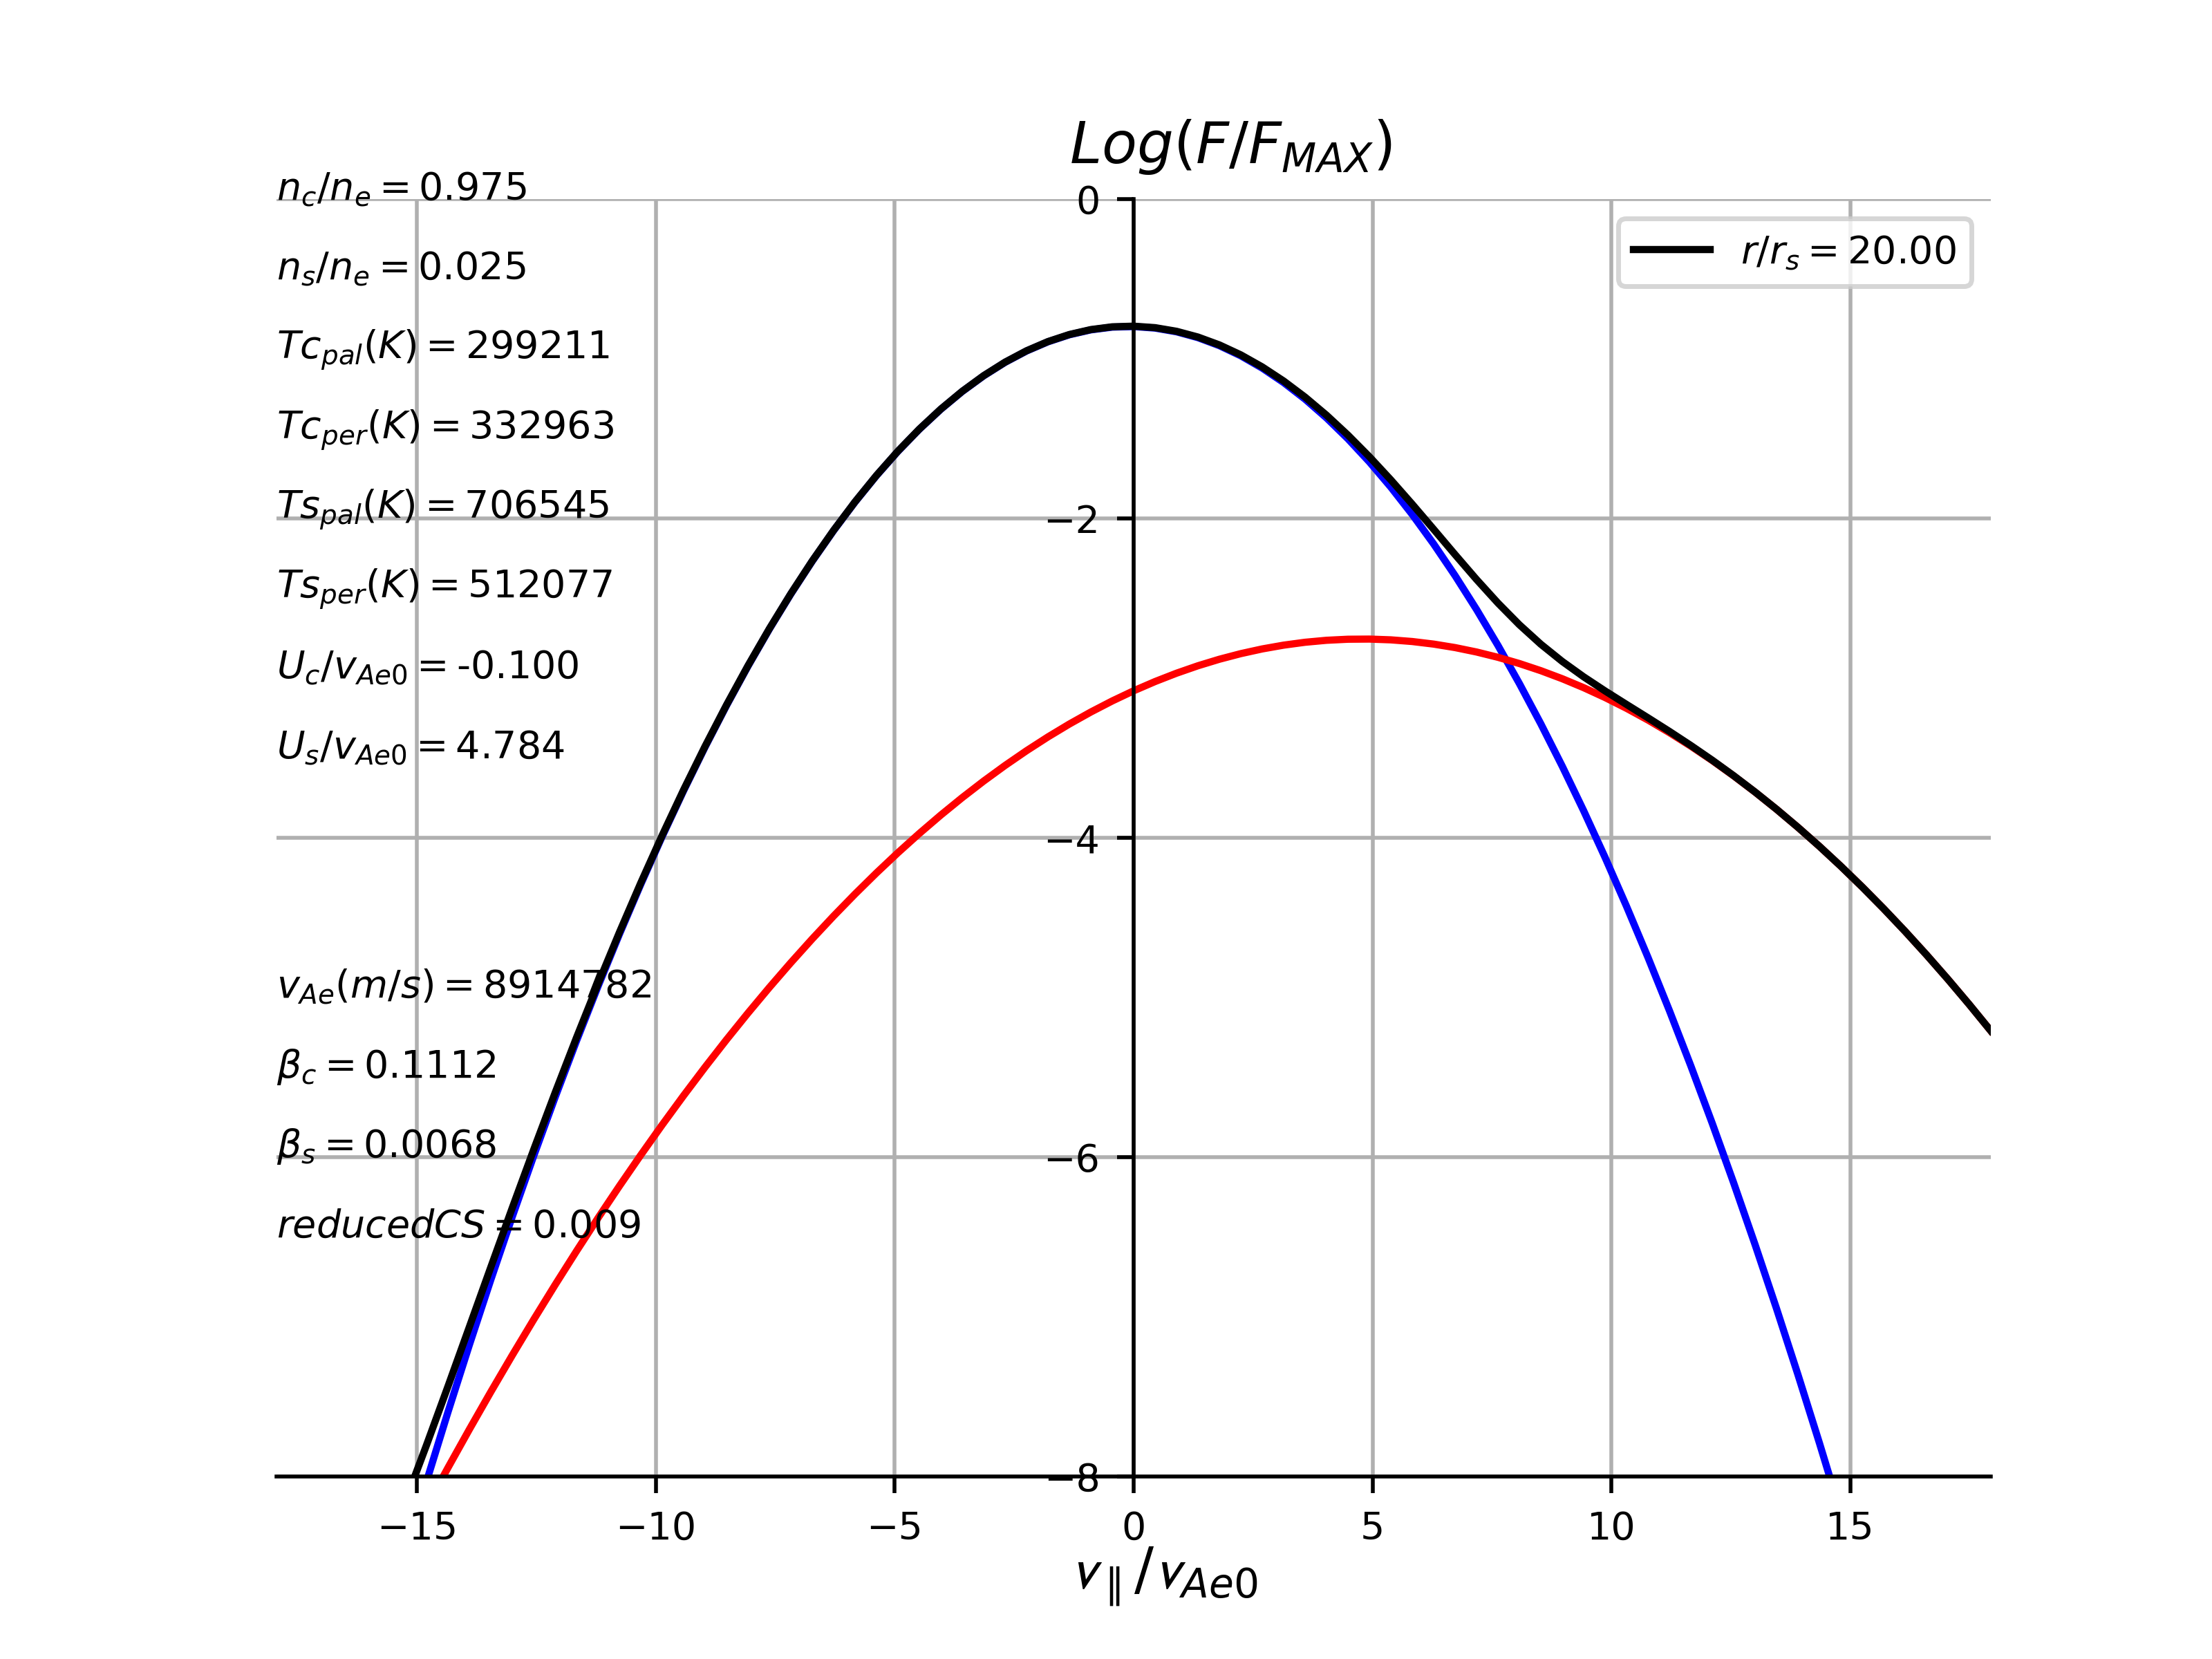 Log(F/F_MAX)
n_c/n_e = 0.975
0
r/r_s = 20.00
n_s/n_e = 0.025
Tc_pal(K) = 299211
Tc_per(K) = 332963
Ts_pal(K) = 706545
−2
Ts_per(K) = 512077
U_c/v_Ae0 = -0.100
U_s/v_Ae0 = 4.784
−4
v_Ae(m/s) = 8914782
β_c = 0.1112
β_s = 0.0068
−6
reducedCS = 0.009
−8
−15 −10 −5 0 5 10 15
v_∥/v_Ae0